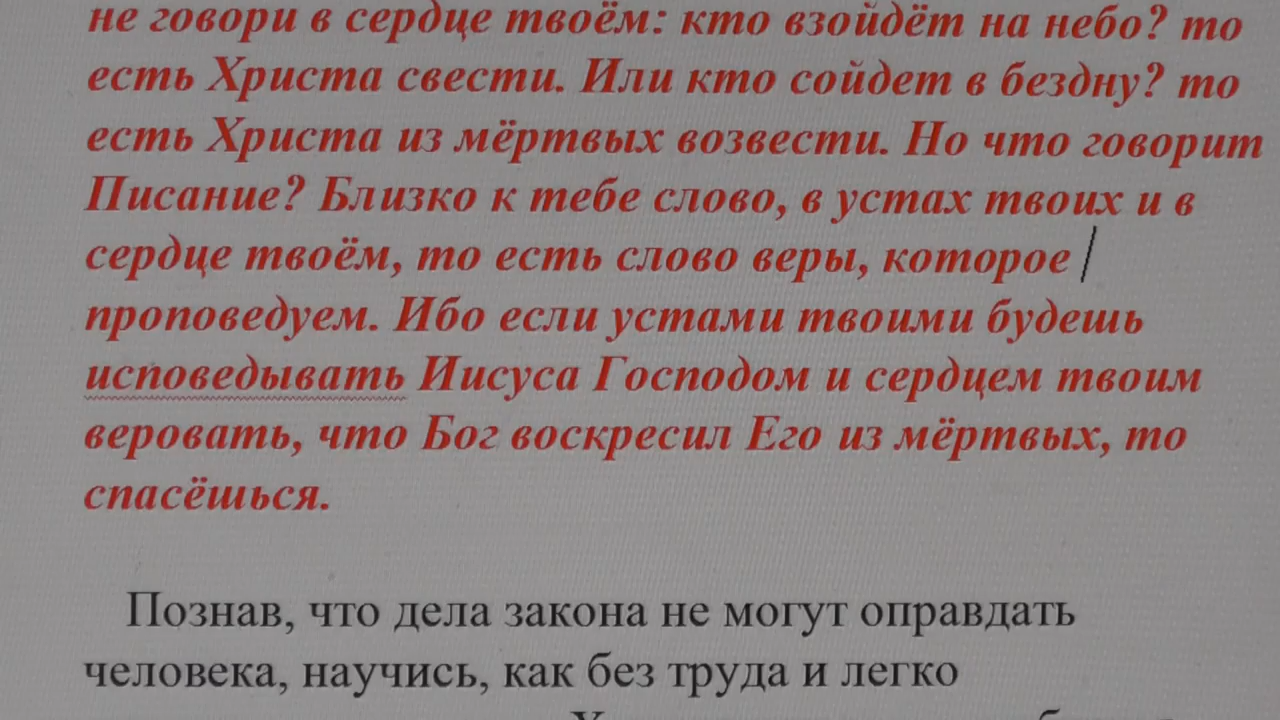 не говори в сердце твоём: кто взойдёт на небо? то
есть Христа свести. Или кто сойдет в бездну? то
есть Христа из мёртвых возвести. Но что говорит
Писание? Близко к тебе слово, в устах твоих и в
сердце твоём, то есть слово веры, которое
проповедуем. Ибо если устами твоими будешь
исповедывать Иисуса Господом и сердцем твоим
веровать, что Бог воскресил Его из мёртвых, то
спасёшься.
Познав, что дела закона не могут оправдать
человека, научись, как без труда и легко